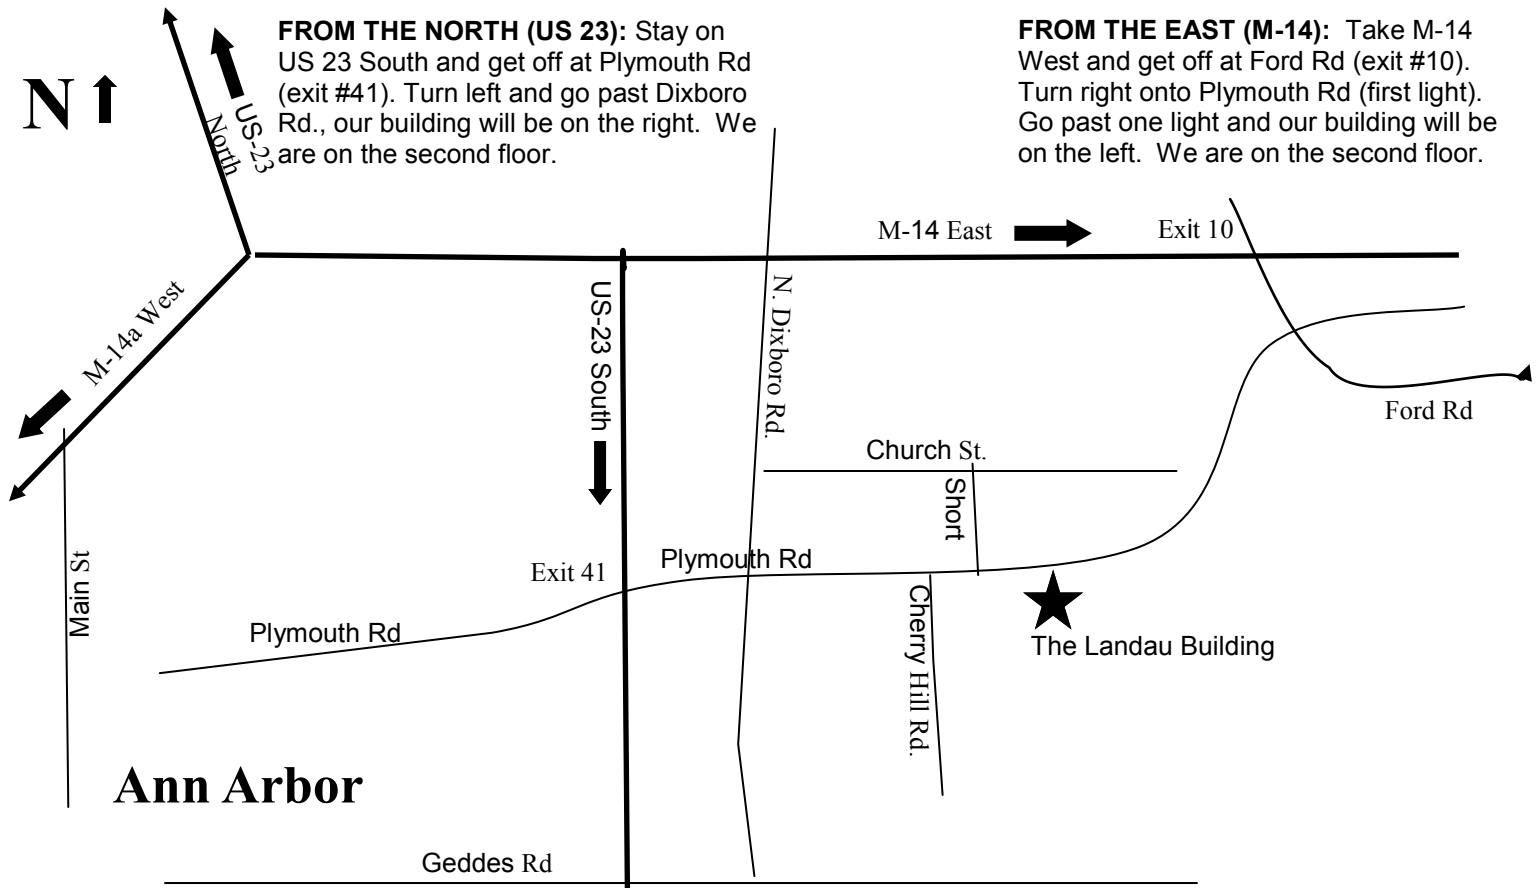 FROM THE NORTH (US 23): Stay on
US 23 South and get off at Plymouth Rd
(exit #41). Turn left and go past Dixboro
Rd., our building will be on the right. We
are on the second floor.
FROM THE EAST (M-14): Take M-14
West and get off at Ford Rd (exit #10).
Turn right onto Plymouth Rd (first light).
Go past one light and our building will be
on the left. We are on the second floor.
N
US-23
North
M-14 East
Exit 10
M-14a West
US-23 South
N. Dixboro Rd.
Ford Rd
Church St.
Short
Main St
Exit 41
Plymouth Rd
Plymouth Rd
Cherry Hill Rd.
The Landau Building
Ann Arbor
Geddes Rd